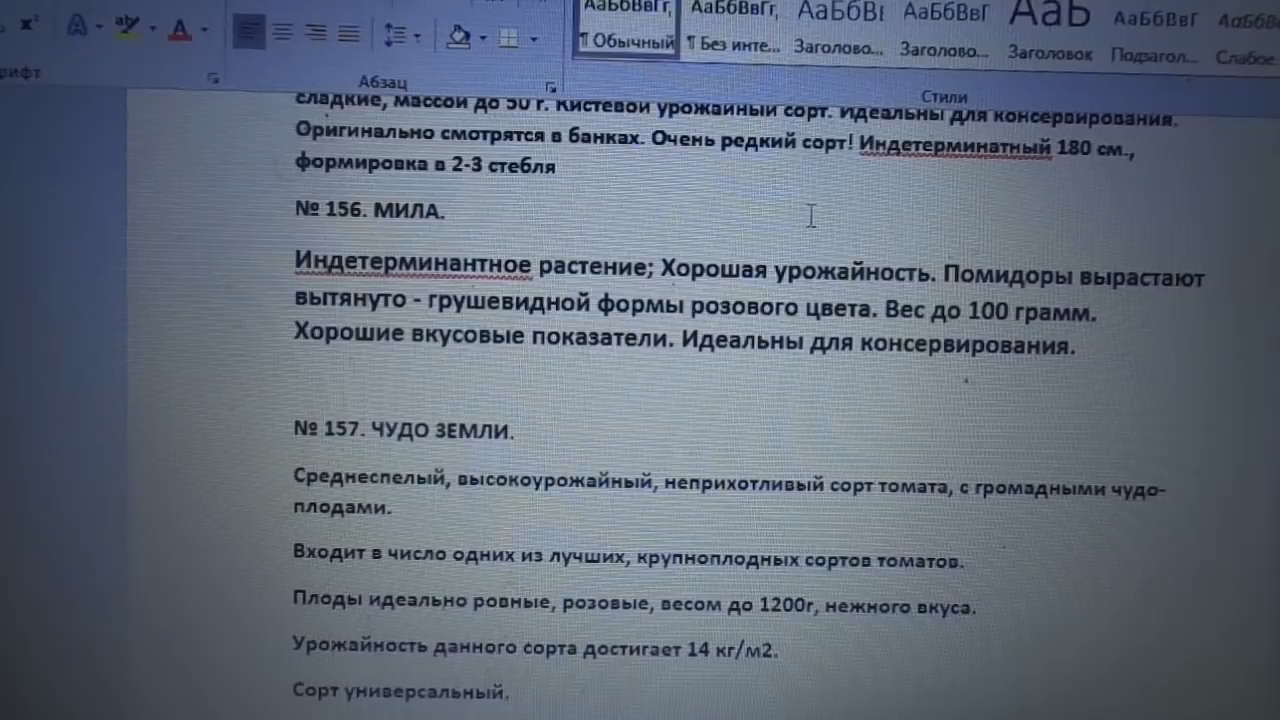 АаБбВвГг,
АаБбВвГг,
АаБбВı
АаБбВвГ
АаБ
АаБбВвГ
АаБбВв
¶ Обычный
¶ Без инте...
Заголово...
Заголово...
Заголовок
Подзагол...
Слабое
Абзац
Стили
сладкие, массой до 50 г. Кистевой урожайный сорт. Идеальны для консервирования.
Оригинально смотрятся в банках. Очень редкий сорт! Индетерминатный 180 см.,
формировка в 2-3 стебля
№ 156. МИЛА.
Индетерминантное растение; Хорошая урожайность. Помидоры вырастают
вытянуто - грушевидной формы розового цвета. Вес до 100 грамм.
Хорошие вкусовые показатели. Идеальны для консервирования.
№ 157. ЧУДО ЗЕМЛИ.
Среднеспелый, высокоурожайный, неприхотливый сорт томата, с громадными чудо-
плодами.
Входит в число одних из лучших, крупноплодных сортов томатов.
Плоды идеально ровные, розовые, весом до 1200г, нежного вкуса.
Урожайность данного сорта достигает 14 кг/м2.
Сорт универсальный.